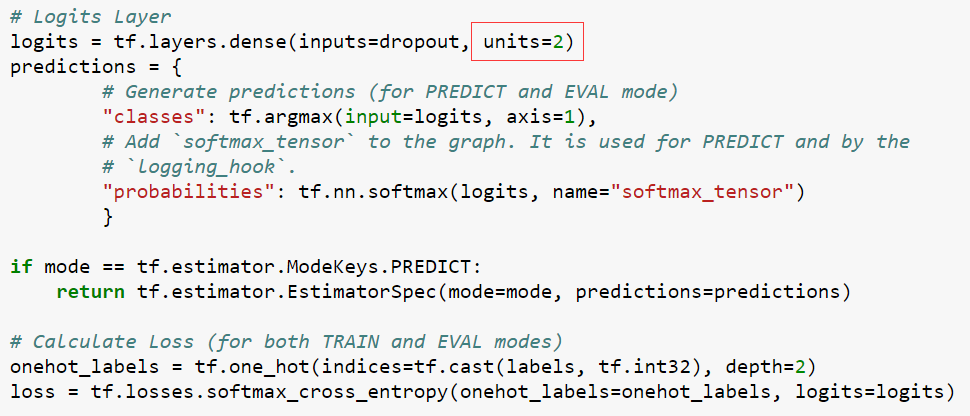 # Logits Layer
logits = tf.layers.dense(inputs=dropout, units=2)
predictions = {
        # Generate predictions (for PREDICT and EVAL mode)
        "classes": tf.argmax(input=logits, axis=1),
        # Add `softmax_tensor` to the graph. It is used for PREDICT and by the
        # `logging_hook`.
        "probabilities": tf.nn.softmax(logits, name="softmax_tensor")
        }
if mode == tf.estimator.ModeKeys.PREDICT:
    return tf.estimator.EstimatorSpec(mode=mode, predictions=predictions)
# Calculate Loss (for both TRAIN and EVAL modes)
onehot_labels = tf.one_hot(indices=tf.cast(labels, tf.int32), depth=2)
loss = tf.losses.softmax_cross_entropy(onehot_labels=onehot_labels, logits=logits)